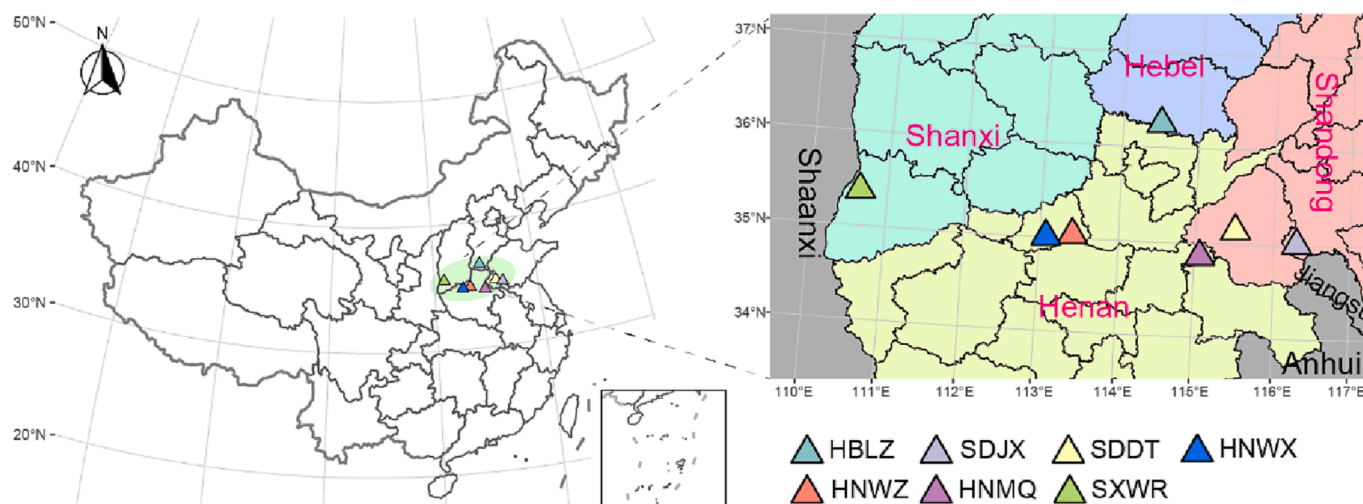 N
50°N
40°N
30°N
20°N
37°N
36°N
35°N
34°N
110°E
111°E
112°E
113°E
114°E
115°E
116°E
117°E
Hebel
Shanxi
Shandong
Shaanxi
Henan
Jiangsu
Anhui
HBLZ
SDJX
SDDT
HNWX
HNWZ
HNMQ
SXWR